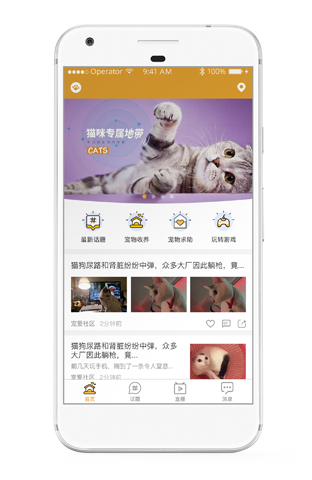 Operator
9:41 AM
100%
猫咪专属地带
CATS
最新话题
宠物收养
宠物求助
玩转游戏
猫狗尿路和肾脏纷纷中弹，众多大厂因此躺枪，竟...
宠爱社区
2分钟前
猫狗尿路和肾脏纷纷中弹，众多
大厂因此躺枪，竟...
前几天玩手机，摘到了一条令人窒息...
宠爱社区
2分钟前
首页
话题
直播
消息